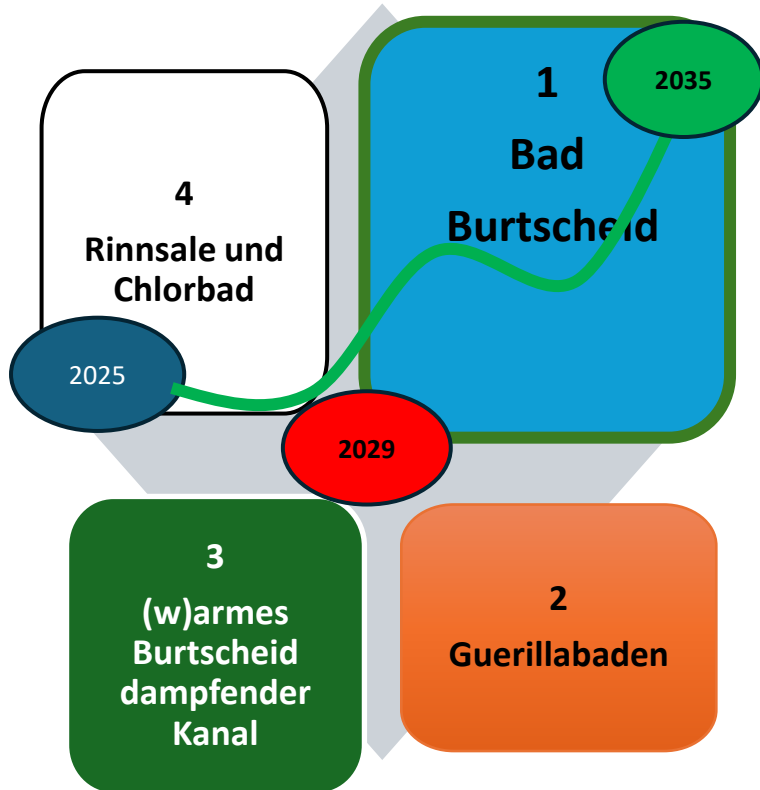 1
Bad
Burtscheid
2035
4
Rinnsale und
Chlorbad
2025
2029
3
(w)armes
Burtscheid
dampfender
Kanal
2
Guerillabaden